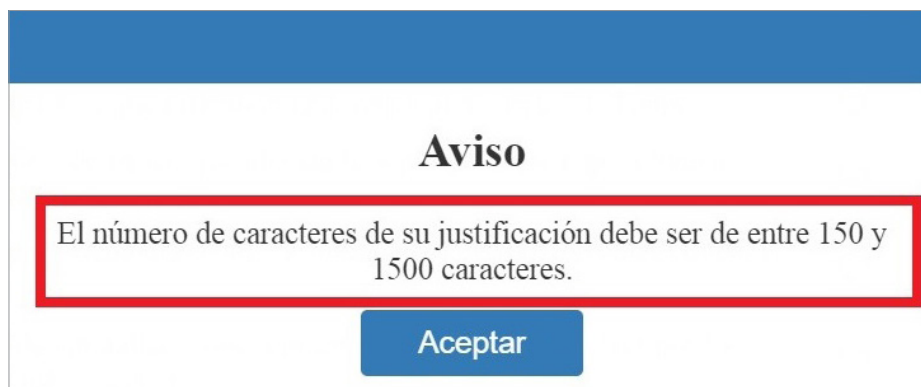 Aviso
El número de caracteres de su justificación debe ser de entre 150 y
1500 caracteres.
Aceptar